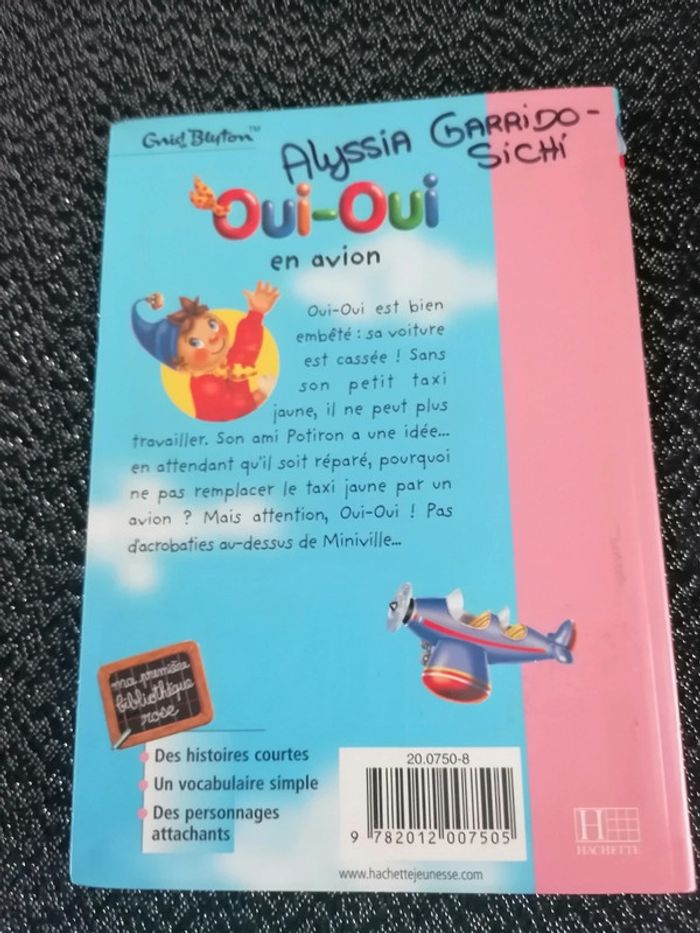 Enid Blyton™
Alyssia GARRIDO-
SICHI
OUI-OUI
en avion
Oui-Oui est bien
embêté : sa voiture
est cassée ! Sans
son petit taxi
jaune, il ne peut plus
travailler. Son ami Potiron a une idée...
en attendant qu'il soit réparé, pourquoi
ne pas remplacer le taxi jaune par un
avion ? Mais attention, Oui-Oui ! Pas
d'acrobaties au-dessus de Miniville...
ma première
bibliothèque
rose
• Des histoires courtes
• Un vocabulaire simple
• Des personnages
attachants
20.0750-8
9 782012 007505
www.hachettejeunesse.com
H
HACHETTE